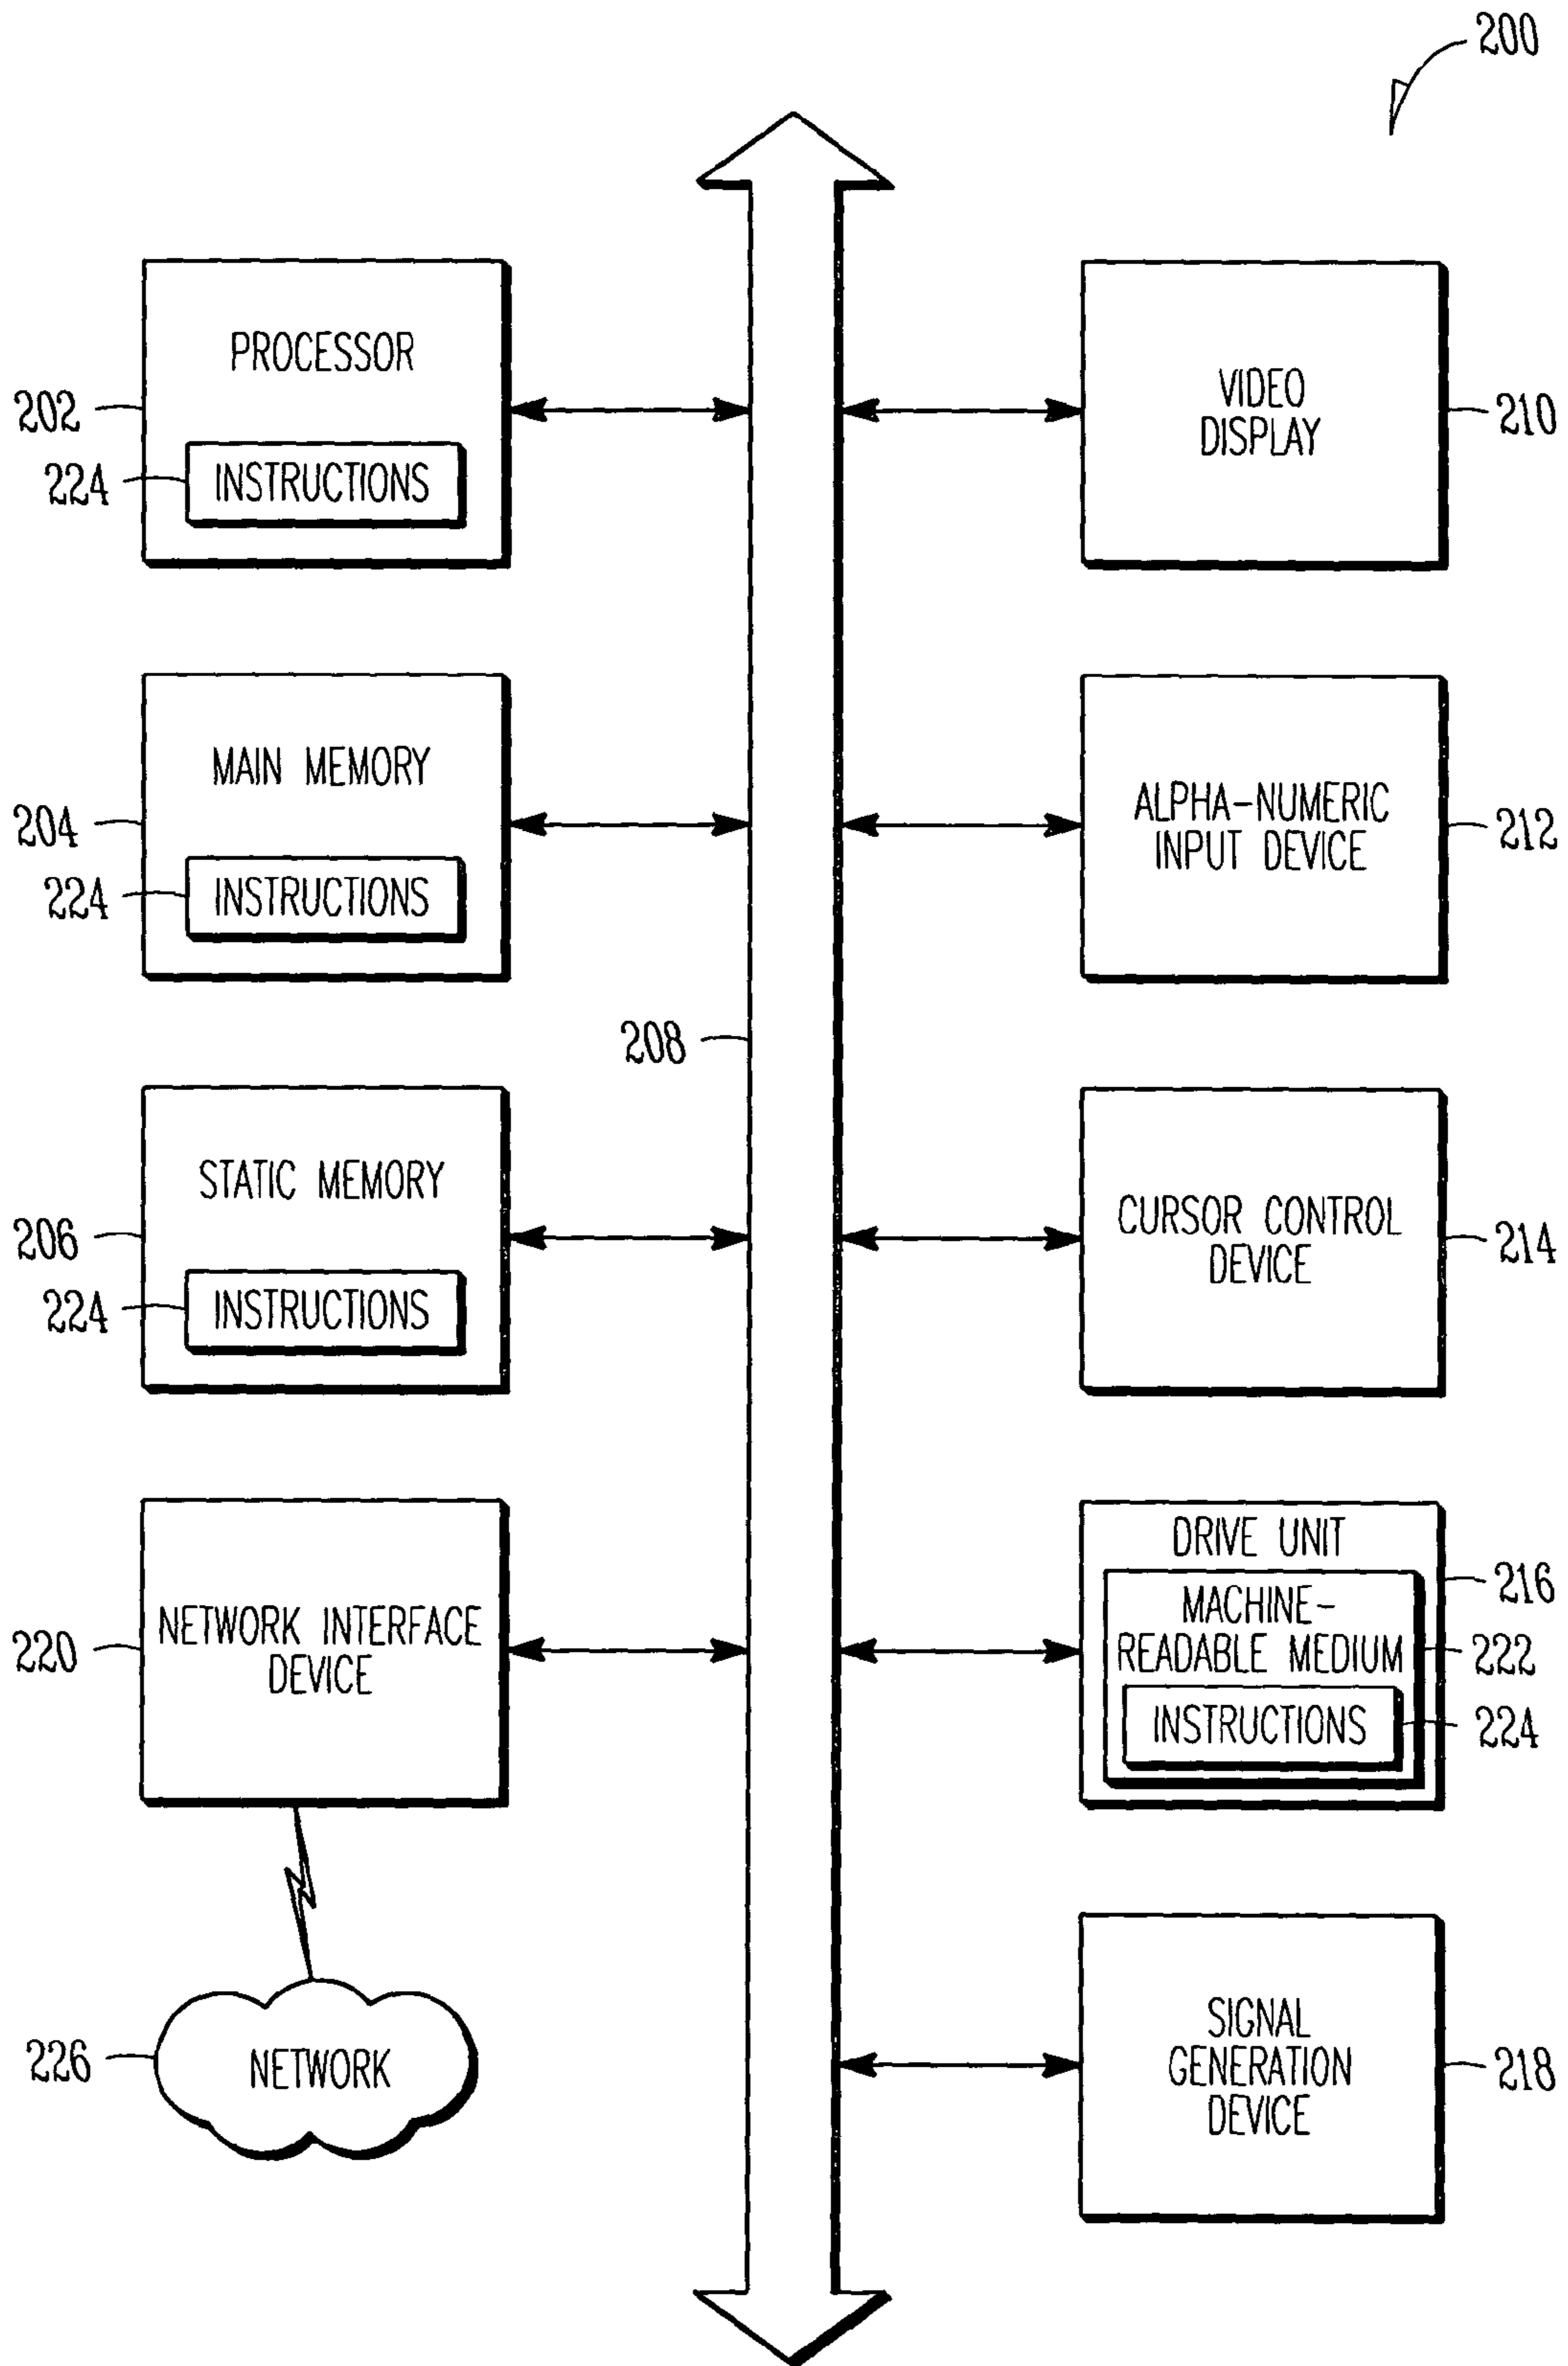 200
PROCESSOR
202
224
INSTRUCTIONS
MAIN MEMORY
204
224
INSTRUCTIONS
208
STATIC MEMORY
206
224
INSTRUCTIONS
NETWORK INTERFACE
DEVICE
220
226
NETWORK
VIDEO
DISPLAY
210
ALPHA-NUMERIC
INPUT DEVICE
212
CURSOR CONTROL
DEVICE
214
DRIVE UNIT
216
MACHINE-
READABLE MEDIUM
222
INSTRUCTIONS
224
SIGNAL
GENERATION
DEVICE
218